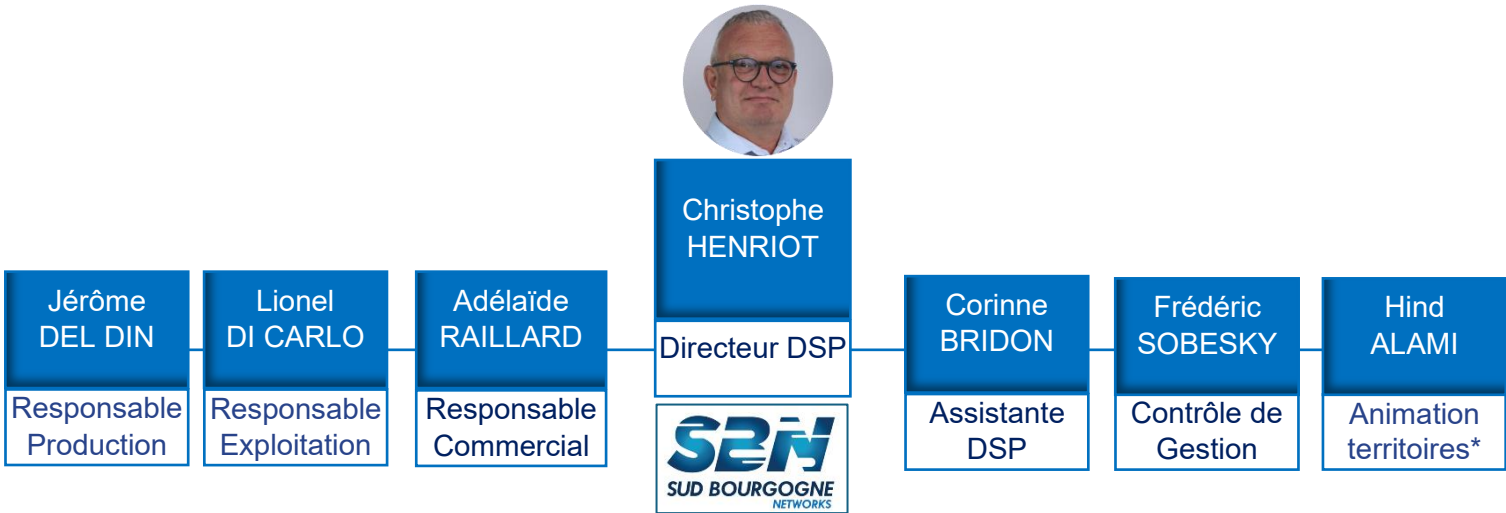 Christophe
HENRIOT
Directeur DSP
Jérôme
DEL DIN
Responsable
Production
Lionel
DI CARLO
Responsable
Exploitation
Adélaïde
RAILLARD
Responsable
Commercial
SBN
SUD BOURGOGNE
NETWORKS
Corinne
BRIDON
Assistante
DSP
Frédéric
SOBESKY
Contrôle de
Gestion
Hind
ALAMI
Animation
territoires*